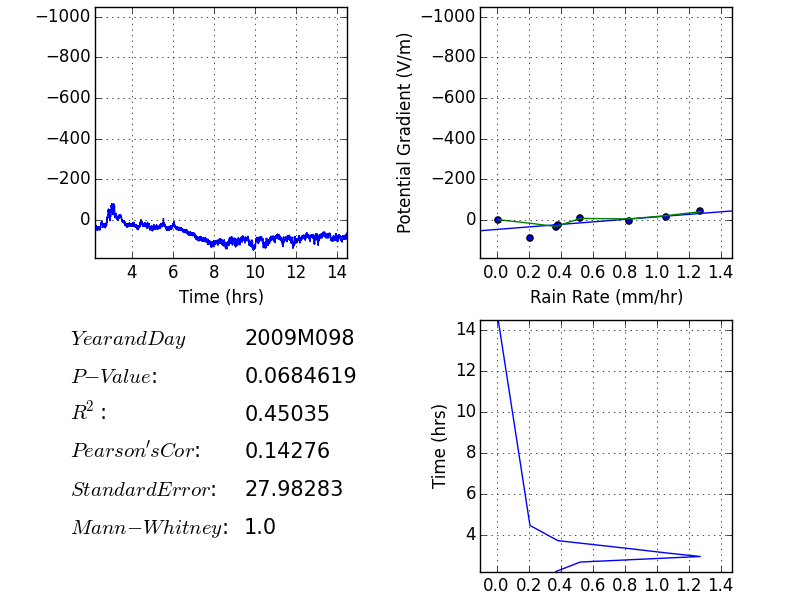 −1000
−800
−600
−400
−200
0
4 6 8 10 12 14
Time (hrs)
Potential Gradient (V/m)
−1000
−800
−600
−400
−200
0
0.0 0.2 0.4 0.6 0.8 1.0 1.2 1.4
Rain Rate (mm/hr)
YearandDay 2009M098
P−Value: 0.0684619
R²: 0.45035
Pearson'sCor: 0.14276
StandardError: 27.98283
Mann−Whitney: 1.0
Time (hrs)
14
12
10
8
6
4
0.0 0.2 0.4 0.6 0.8 1.0 1.2 1.4